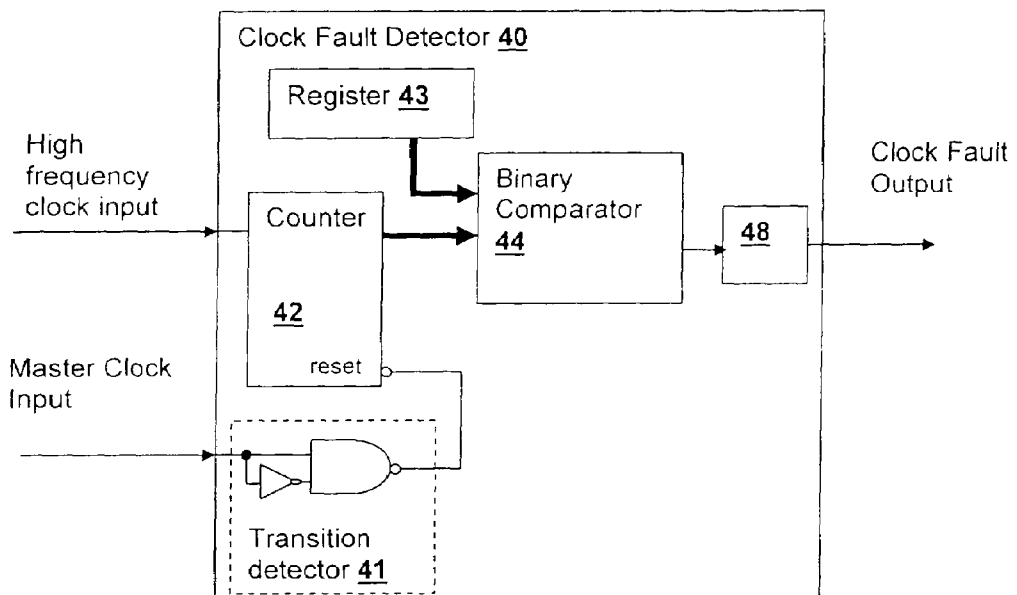 Clock Fault Detector 40
Register 43
High
frequency
clock input
Counter
42
reset
Binary
Comparator
44
48
Clock Fault
Output
Master Clock
Input
Transition
detector 41